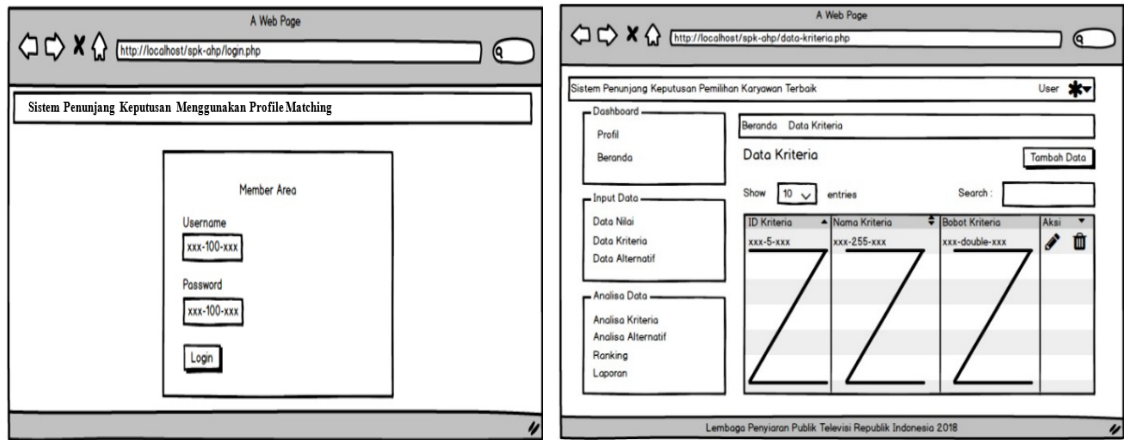 A Web Page
http://localhost/spk-ahp/login.php
Sistem Penunjang Keputusan Menggunakan Profile Matching
Member Area
Username
xxx-100-xxx
Password
xxx-100-xxx
Login
A Web Page
http://localhost/spk-ahp/data-kriteria.php
Sistem Penunjang Keputusan Pemilihan Karyawan Terbaik User
Dashboard
Profil
Beranda
Input Data
Data Nilai
Data Kriteria
Data Alternatif
Analisa Data
Analisa Kriteria
Analisa Alternatif
Ranking
Laporan
Beranda Data Kriteria
Data Kriteria Tambah Data
Show 10 entries Search :
ID Kriteria Nama Kriteria Bobot Kriteria Aksi
xxx-5-xxx xxx-255-xxx xxx-double-xxx
Lembaga Penyiaran Publik Televisi Republik Indonesia 2018